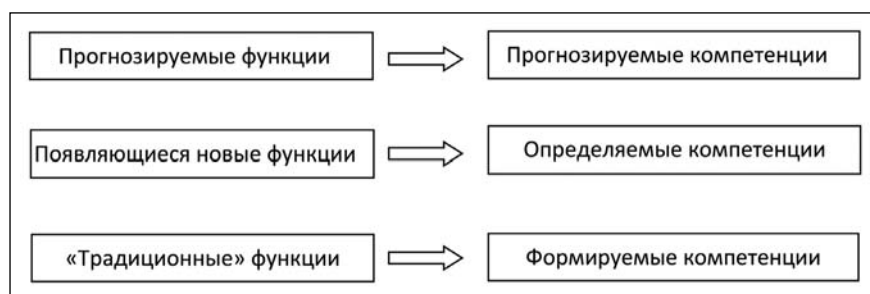 Прогнозируемые функции
Прогнозируемые компетенции
Появляющиеся новые функции
Определяемые компетенции
«Традиционные» функции
Формируемые компетенции